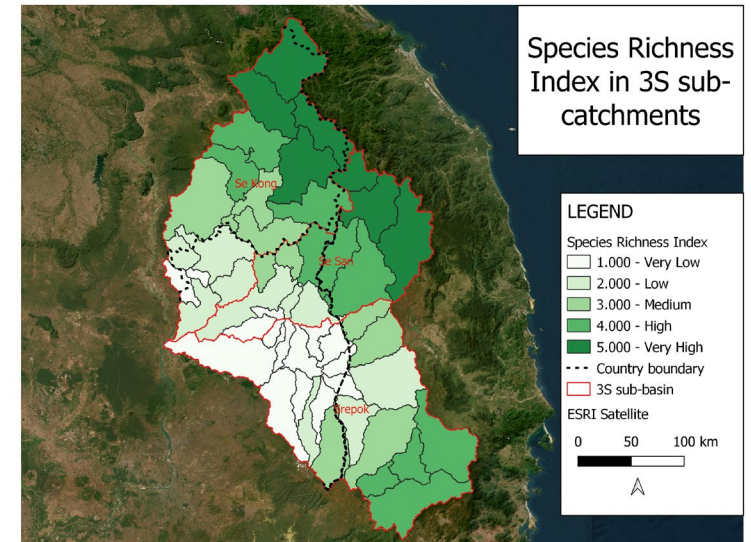 Species Richness
Index in 3S sub-
catchments
Se Kong
Se San
Srepok
LEGEND
Species Richness Index
1.000 - Very Low
2.000 - Low
3.000 - Medium
4.000 - High
5.000 - Very High
Country boundary
3S sub-basin
ESRI Satellite
0 50 100 km